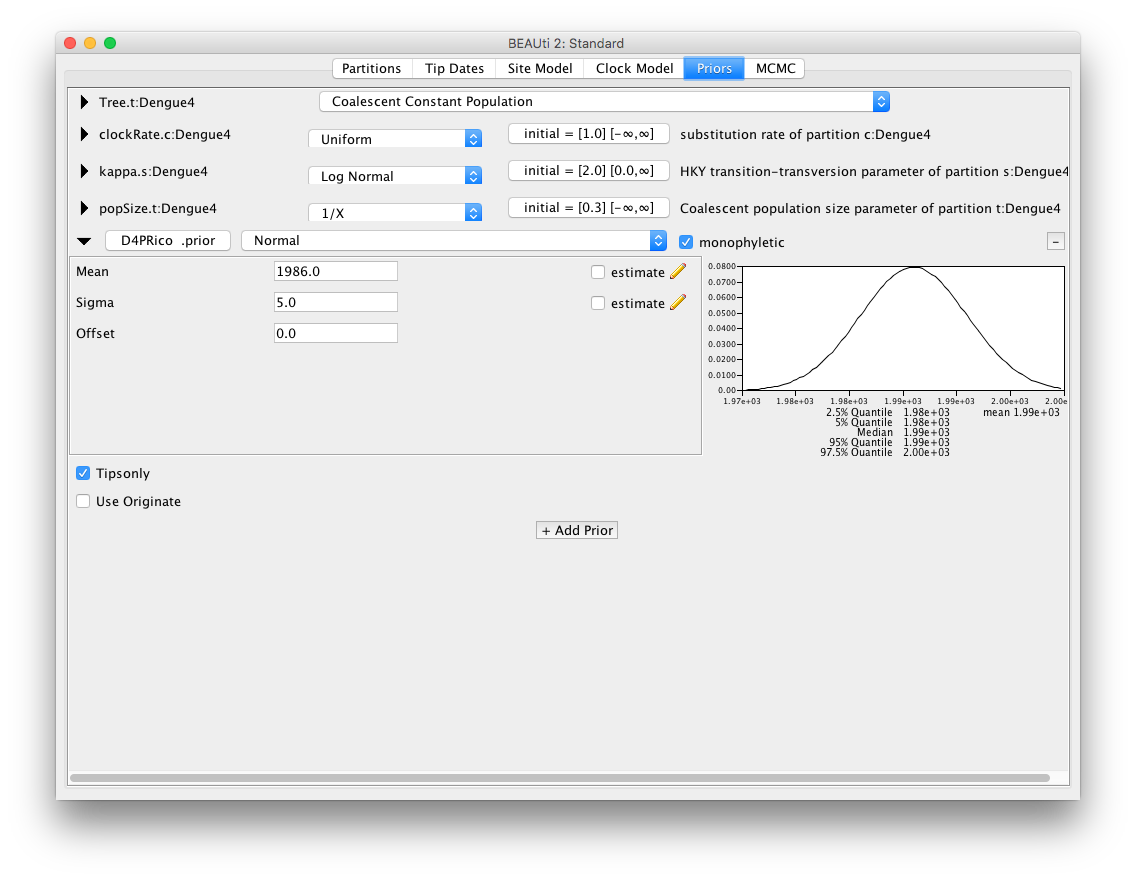 BEAUti 2: Standard
Partitions Tip Dates Site Model Clock Model Priors MCMC
Tree.t:Dengue4 Coalescent Constant Population
clockRate.c:Dengue4 Uniform initial = [1.0] [-∞,∞] substitution rate of partition c:Dengue4
kappa.s:Dengue4 Log Normal initial = [2.0] [0.0,∞] HKY transition-transversion parameter of partition s:Dengue4
popSize.t:Dengue4 1/X initial = [0.3] [-∞,∞] Coalescent population size parameter of partition t:Dengue4
D4PRico .prior Normal monophyletic -
Mean 1986.0 estimate
Sigma 5.0 estimate
Offset 0.0
0.0800
0.0700
0.0600
0.0500
0.0400
0.0300
0.0200
0.0100
0.00
1.97e+03 1.98e+03 1.98e+03 1.99e+03 1.99e+03 2.00e+03 2.00e
2.5% Quantile 1.98e+03 mean 1.99e+03
5% Quantile 1.98e+03
Median 1.99e+03
95% Quantile 1.99e+03
97.5% Quantile 2.00e+03
Tipsonly
Use Originate
+ Add Prior